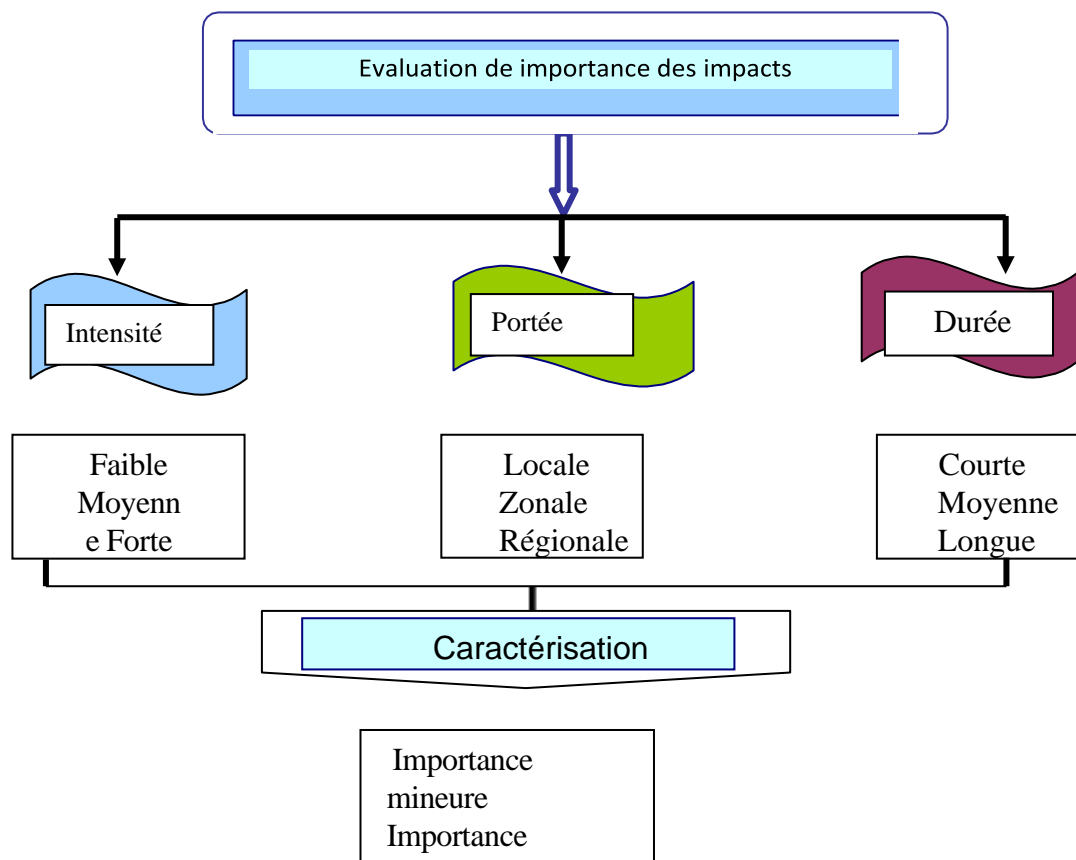 Evaluation de importance des impacts
Intensité
Portée
Durée
Faible
Moyenn
e Forte
Locale
Zonale
Régionale
Courte
Moyenne
Longue
Caractérisation
Importance
mineure
Importance